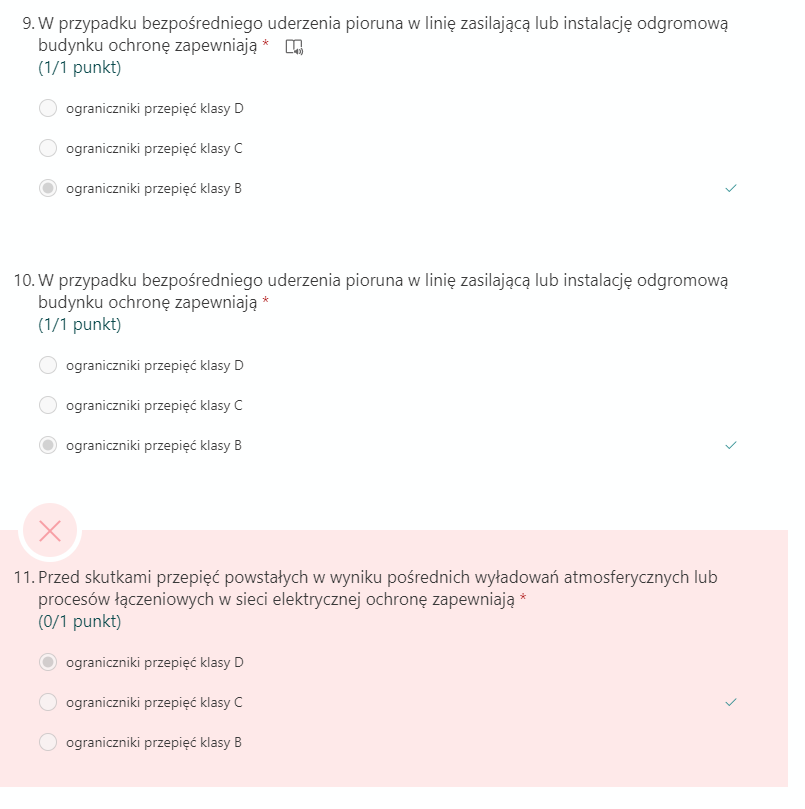 9. W przypadku bezpośredniego uderzenia pioruna w linię zasilającą lub instalację odgromową
budynku ochronę zapewniają *
(1/1 punkt)
ograniczniki przepięć klasy D
ograniczniki przepięć klasy C
ograniczniki przepięć klasy B
10. W przypadku bezpośredniego uderzenia pioruna w linię zasilającą lub instalację odgromową
budynku ochronę zapewniają *
(1/1 punkt)
ograniczniki przepięć klasy D
ograniczniki przepięć klasy C
ograniczniki przepięć klasy B
11. Przed skutkami przepięć powstałych w wyniku pośrednich wyładowań atmosferycznych lub
procesów łączeniowych w sieci elektrycznej ochronę zapewniają *
(0/1 punkt)
ograniczniki przepięć klasy D
ograniczniki przepięć klasy C
ograniczniki przepięć klasy B